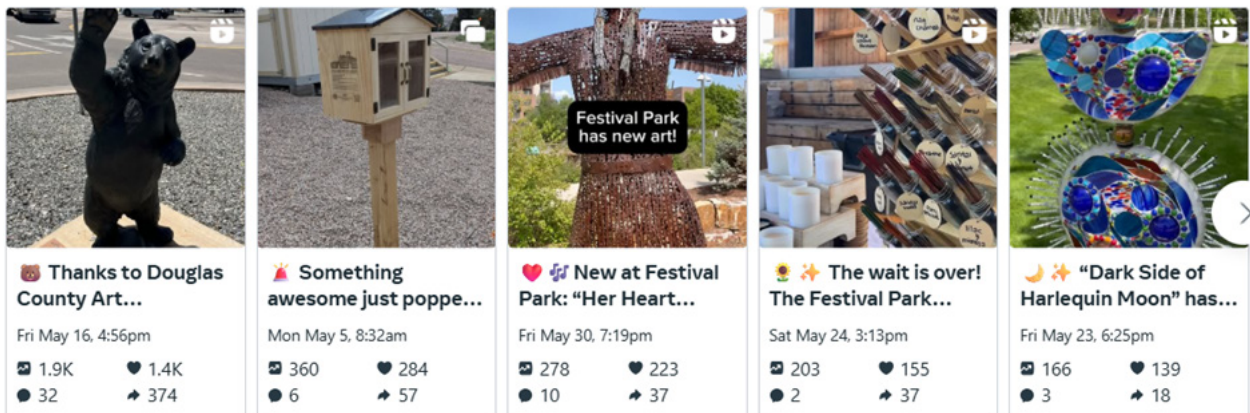 Festival Park
has new art!
🐻 Thanks to Douglas
County Art...
Fri May 16, 4:56pm
1.9K 1.4K
32 374
🚨 Something
awesome just poppe...
Mon May 5, 8:32am
360 284
6 57
❤️ 🎶 New at Festival
Park: “Her Heart...
Fri May 30, 7:19pm
278 223
10 37
🌻 ✨ The wait is over!
The Festival Park...
Sat May 24, 3:13pm
203 155
2 37
🌙 ✨ “Dark Side of
Harlequin Moon” has...
Fri May 23, 6:25pm
166 139
3 18